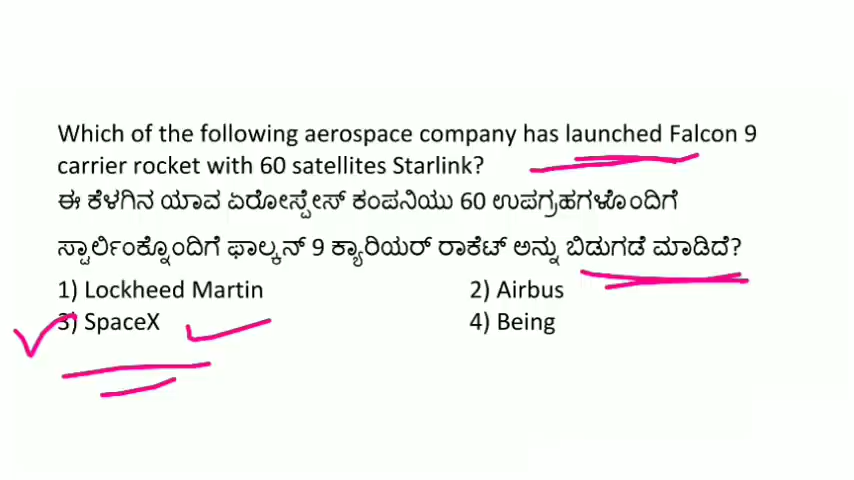 Which of the following aerospace company has launched Falcon 9
carrier rocket with 60 satellites Starlink?
ಈ ಕೆಳಗಿನ ಯಾವ ಏರೋಸ್ಪೇಸ್ ಕಂಪನಿಯು 60 ಉಪಗ್ರಹಗಳೊಂದಿಗೆ
ಸ್ಟಾರ್ಲಿಂಕ್ನೊಂದಿಗೆ ಫಾಲ್ಕನ್ 9 ಕ್ಯಾರಿಯರ್ ರಾಕೆಟ್ ಅನ್ನು ಬಿಡುಗಡೆ ಮಾಡಿದೆ?
1) Lockheed Martin 2) Airbus
3) SpaceX 4) Being